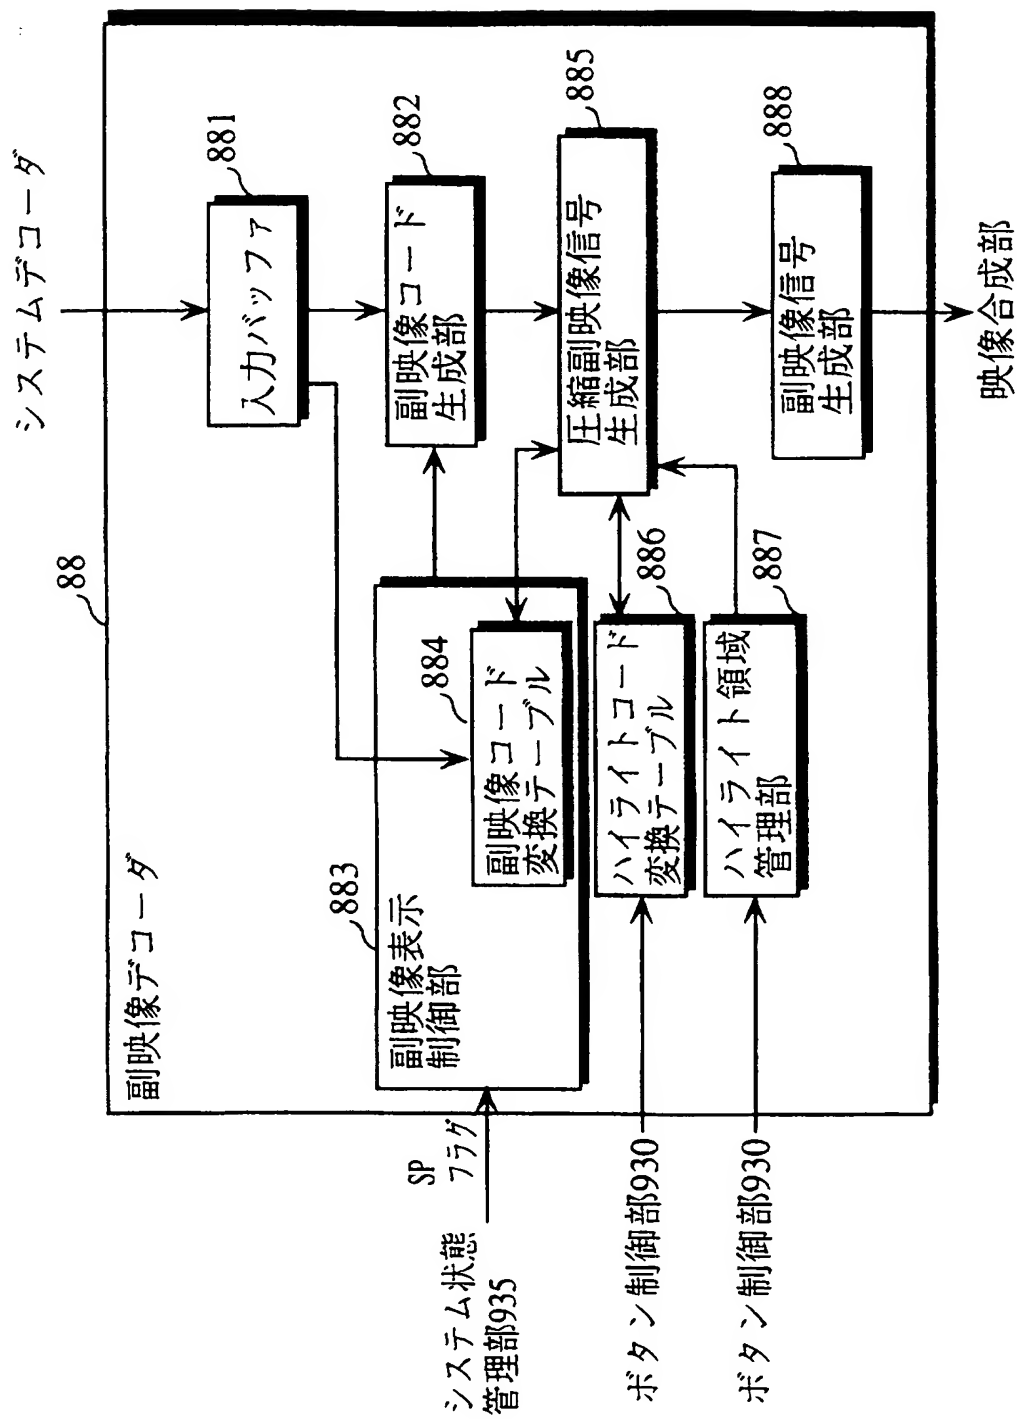 システムデコーダ
88
副映像デコーダ
881
入力バッファ
882
副映像コード
生成部
883
副映像表示
制御部
884
副映像コード
変換テーブル
885
圧縮副映像信号
生成部
886
ハイライトコード
変換テーブル
887
ハイライト領域
管理部
888
副映像信号
生成部
映像合成部
SP
フラグ
システム状態
管理部935
ボタン制御部930
ボタン制御部930